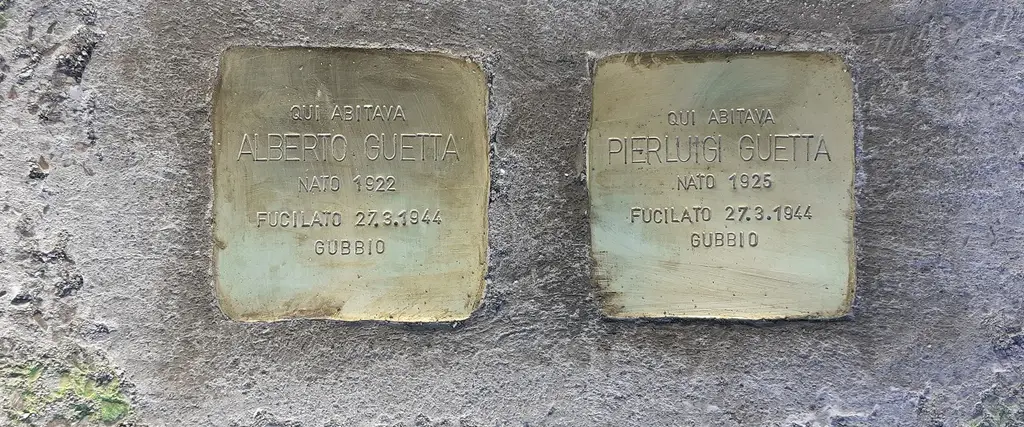 QUI ABITAVA
ALBERTO GUETTA
NATO 1922
FUCILATO 27.3.1944
GUBBIO
QUI ABITAVA
PIERLUIGI GUETTA
NATO 1925
FUCILATO 27.3.1944
GUBBIO